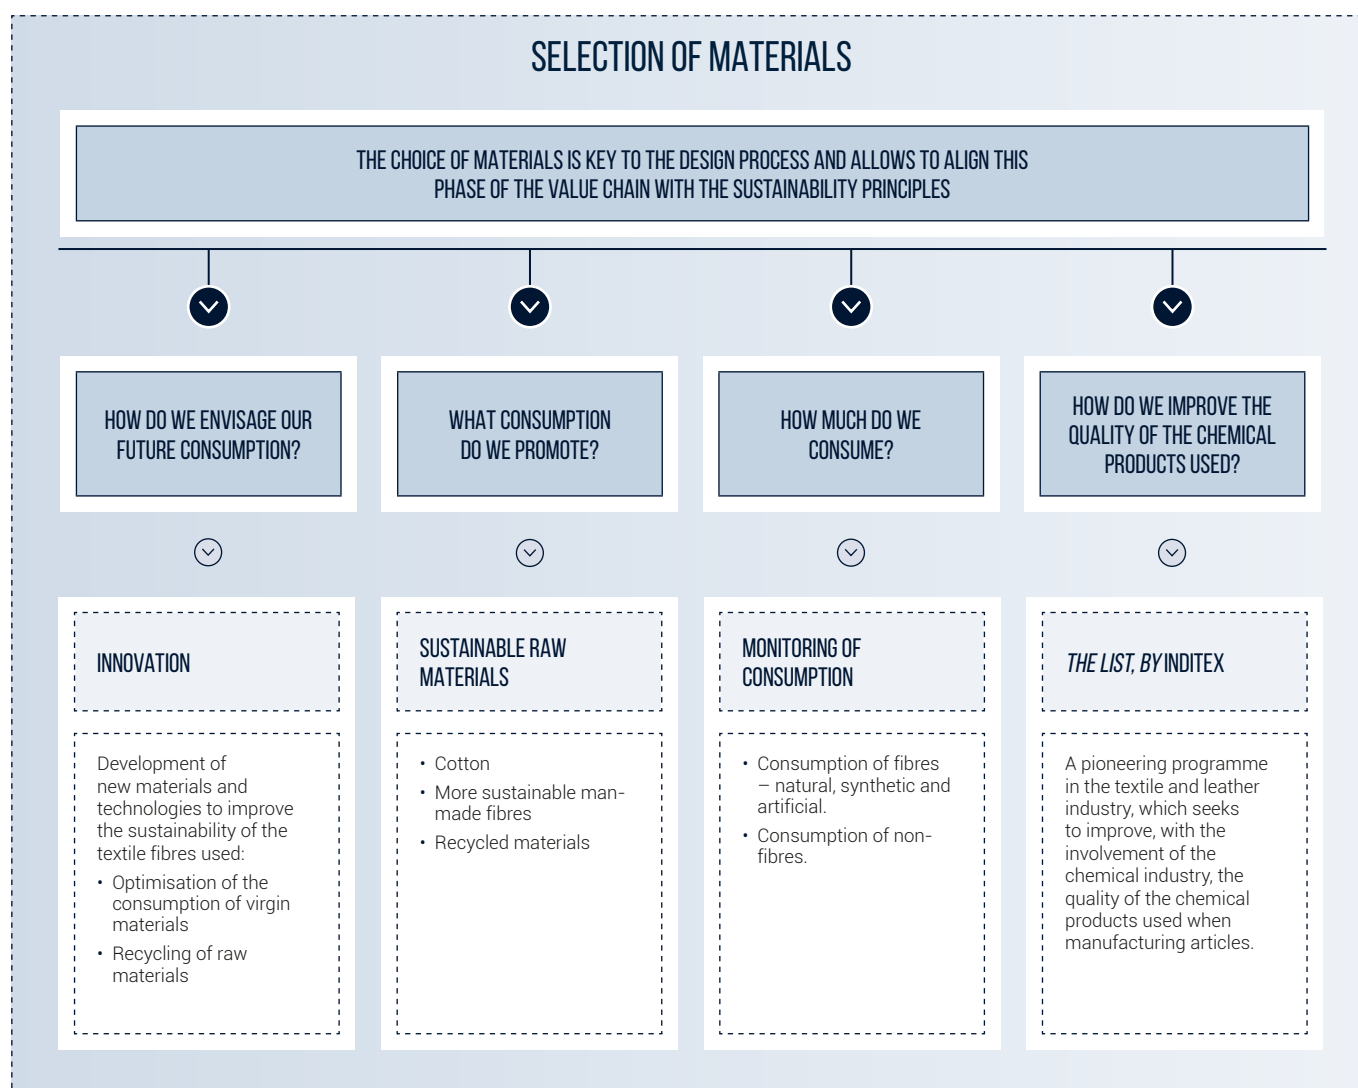 SELECTION OF MATERIALS
THE CHOICE OF MATERIALS IS KEY TO THE DESIGN PROCESS AND ALLOWS TO ALIGN THIS
PHASE OF THE VALUE CHAIN WITH THE SUSTAINABILITY PRINCIPLES
HOW DO WE ENVISAGE OUR
FUTURE CONSUMPTION?
WHAT CONSUMPTION
DO WE PROMOTE?
HOW MUCH DO WE
CONSUME?
HOW DO WE IMPROVE THE
QUALITY OF THE CHEMICAL
PRODUCTS USED?
INNOVATION
Development of
new materials and
technologies to improve
the sustainability of the
textile fibres used:
• Optimisation of the
consumption of virgin
materials
• Recycling of raw
materials
SUSTAINABLE RAW
MATERIALS
• Cotton
• More sustainable man-
made fibres
• Recycled materials
MONITORING OF
CONSUMPTION
• Consumption of fibres
– natural, synthetic and
artificial.
• Consumption of non-
fibres.
THE LIST, BY INDITEX
A pioneering programme
in the textile and leather
industry, which seeks
to improve, with the
involvement of the
chemical industry, the
quality of the chemical
products used when
manufacturing articles.